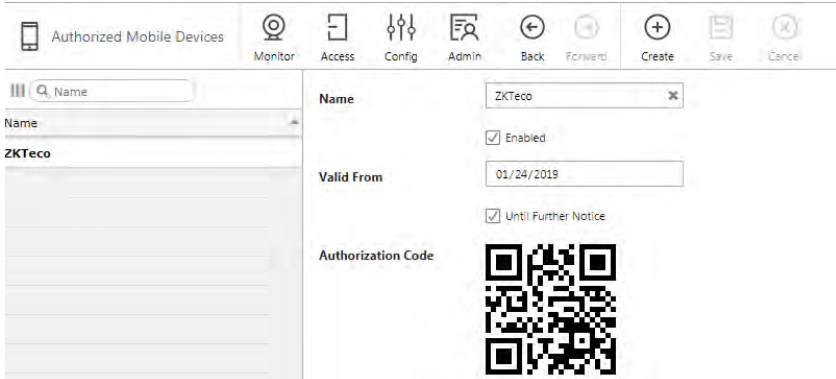 Authorized Mobile Devices
Monitor Access Config Admin Back Forward Create Save Cancel
Name
Name
ZKTeco
Name ZKTeco
Enabled
Valid From 01/24/2019
Until Further Notice
Authorization Code